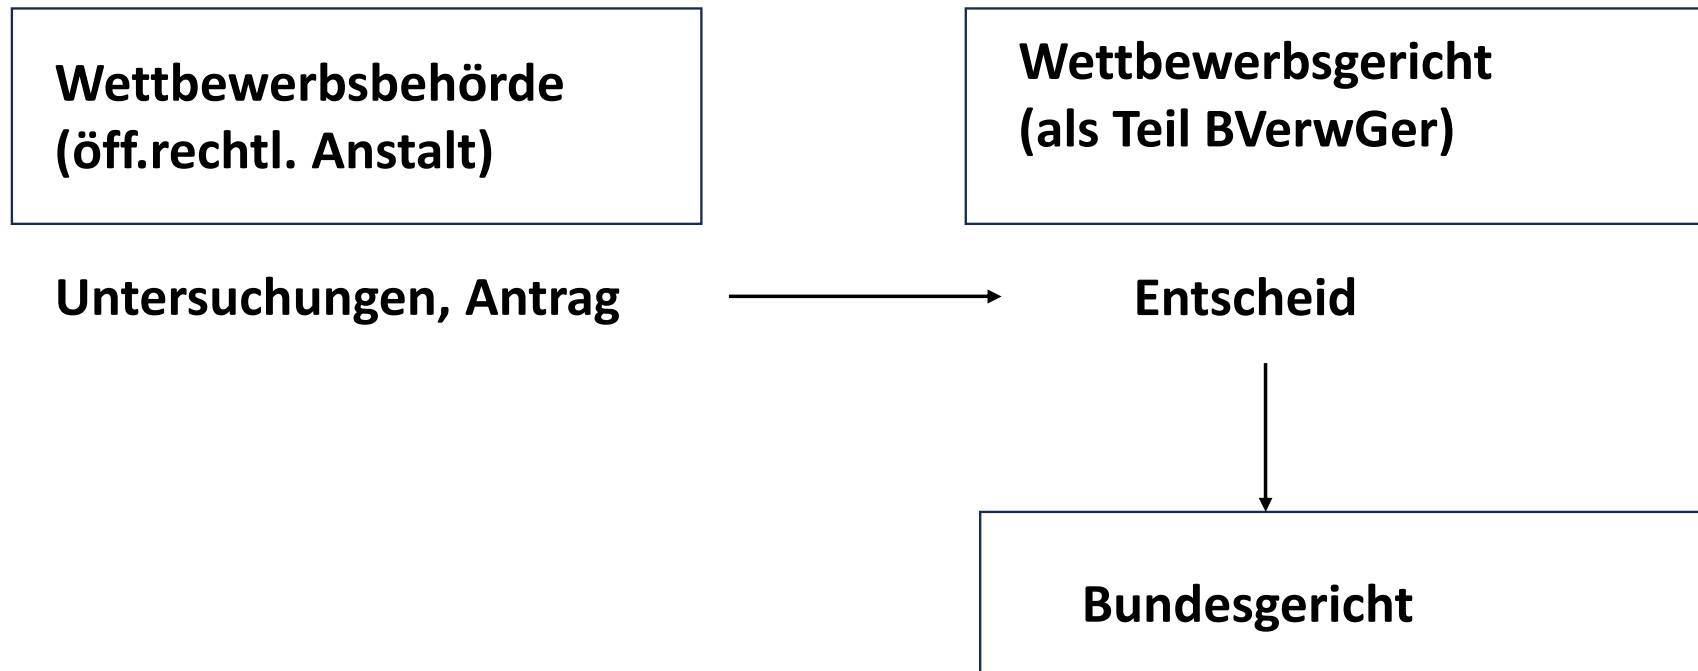 Wettbewerbsbehörde
(öff.rechtl. Anstalt)
Wettbewerbsgericht
(als Teil BVerwGer)
Untersuchungen, Antrag
Entscheid
Bundesgericht